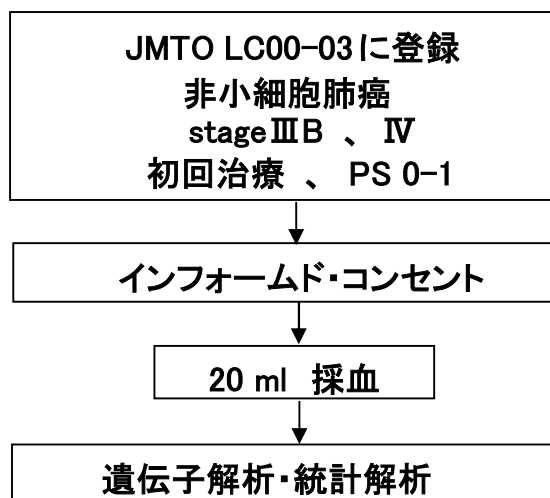 JMTO LC00-03に登録
非小細胞肺癌
stageⅢB 、 Ⅳ
初回治療 、 PS 0-1
インフォームド・コンセント
20 ml 採血
遺伝子解析・統計解析